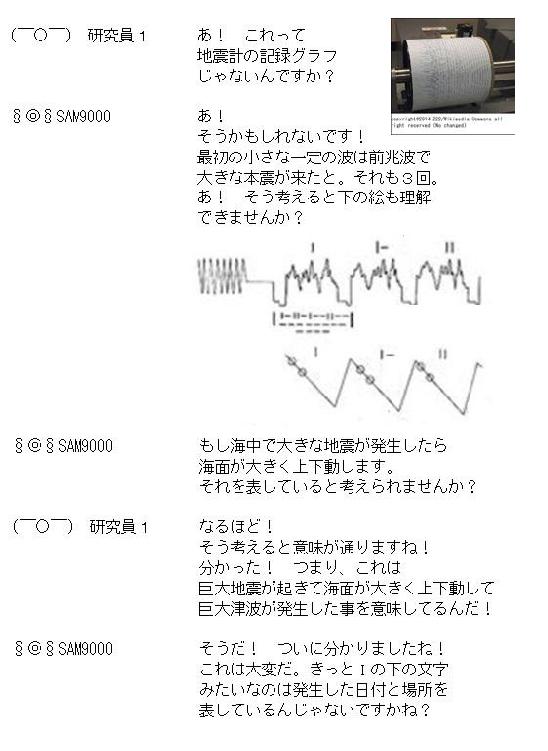 (￣○￣) 研究員1
あ！ これって
地震計の記録グラフ
じゃないんですか？
copyright©2014 Z22/Wikimedia Commons all
right reserved (No changed)
§◎§SAM9000
あ！
そうかもしれないです！
最初の小さな一定の波は前兆波で
大きな本震が来たと。それも３回。
あ！ そう考えると下の絵も理解
できませんか？
I I− II
|−II−III−−II−|
I I− II
§◎§SAM9000
もし海中で大きな地震が発生したら
海面が大きく上下動します。
それを表していると考えられませんか？
(￣○￣) 研究員1
なるほど！
そう考えると意味が通りますね！
分かった！ つまり、これは
巨大地震が起きて海面が大きく上下動して
巨大津波が発生した事を意味してるんだ！
§◎§SAM9000
そうだ！ ついに分かりましたね！
これは大変だ。きっとＩの下の文字
みたいなのは発生した日付と場所を
表しているんじゃないですかね？